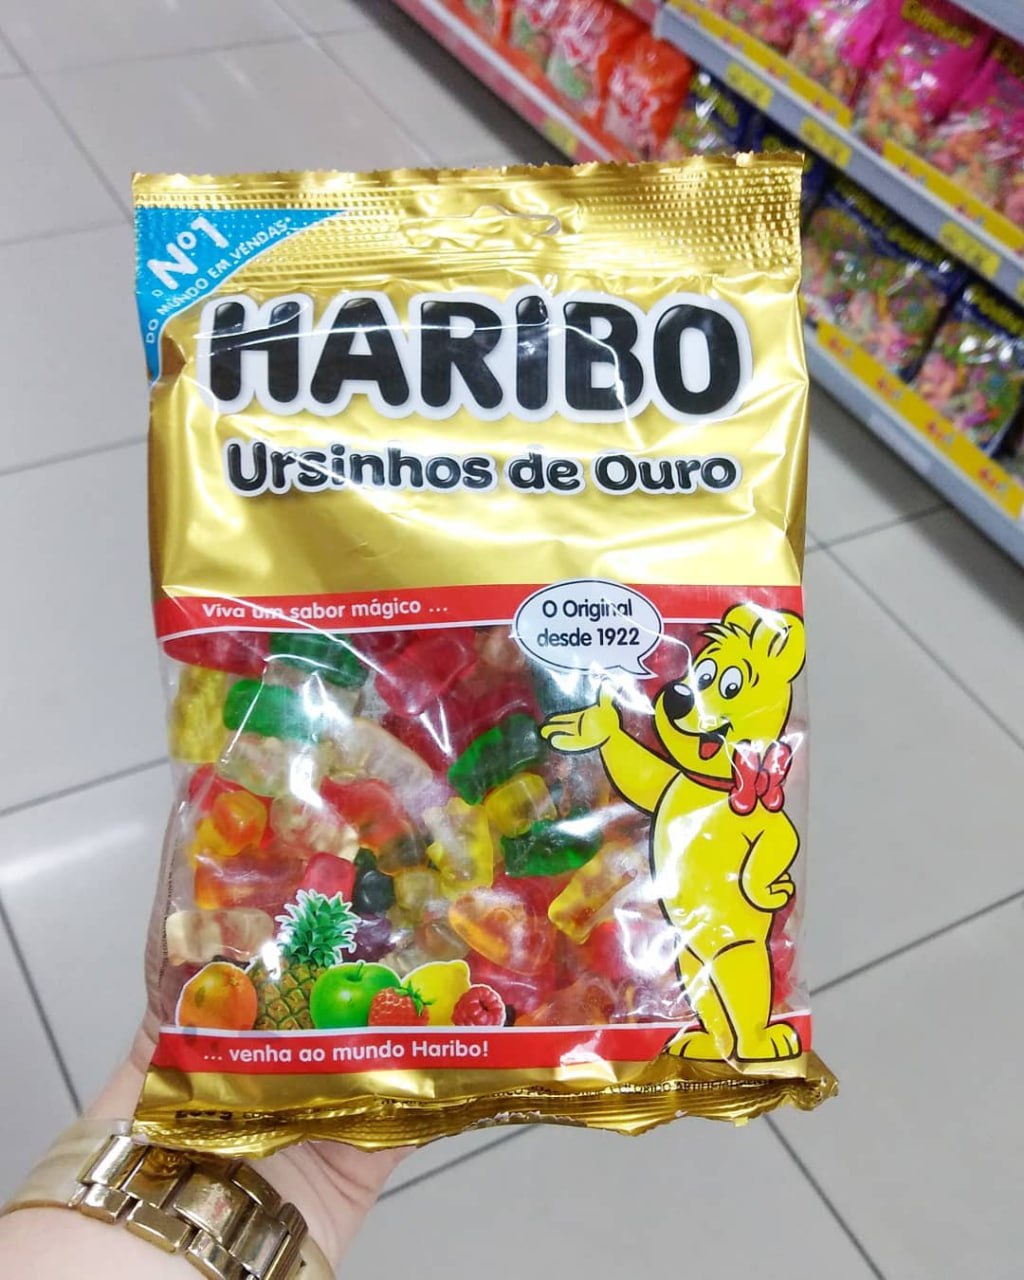 O
Nº1
DO MUNDO EM VENDAS*
HARIBO
Ursinhos de Ouro
Viva um sabor mágico ...
O Original
desde 1922
... venha ao mundo Haribo!